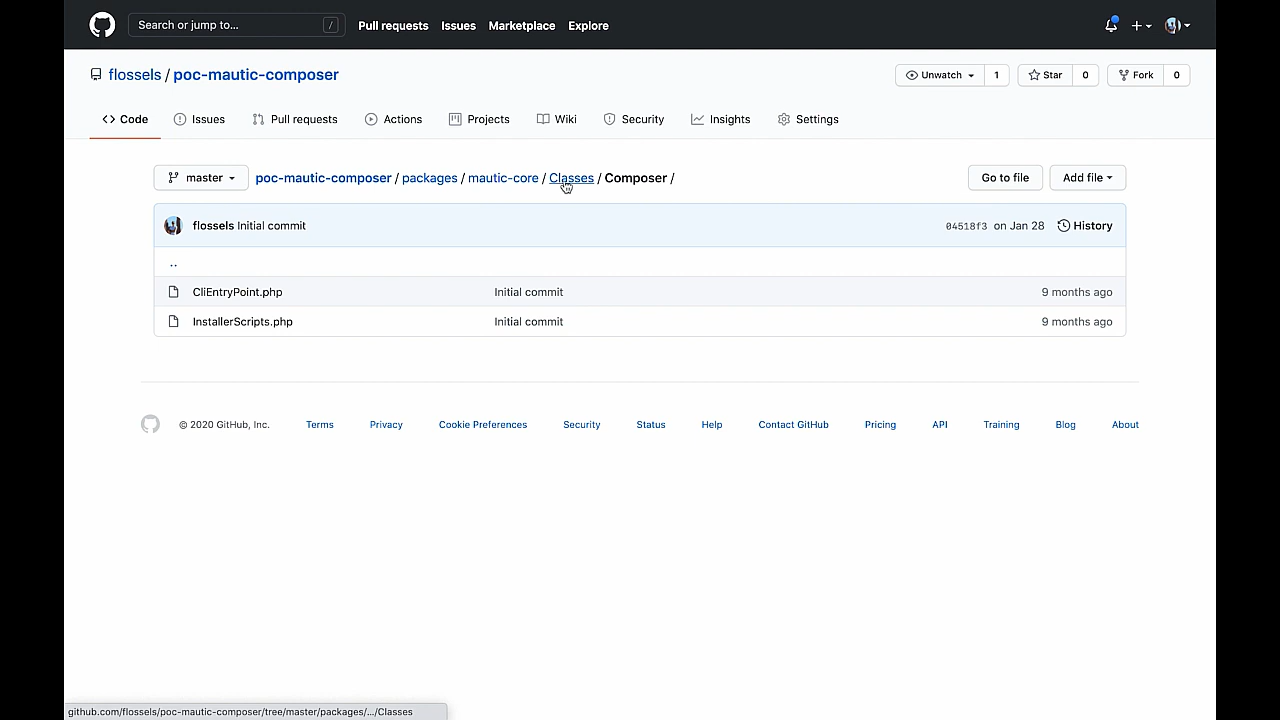 Search or jump to... /
Pull requests Issues Marketplace Explore
flossels / poc-mautic-composer
Unwatch 1 Star 0 Fork 0
Code Issues Pull requests Actions Projects Wiki Security Insights Settings
master poc-mautic-composer / packages / mautic-core / Classes / Composer / Go to file Add file
flossels Initial commit 04518f3 on Jan 28 History
..
CliEntryPoint.php Initial commit 9 months ago
InstallerScripts.php Initial commit 9 months ago
© 2020 GitHub, Inc. Terms Privacy Cookie Preferences Security Status Help Contact GitHub Pricing API Training Blog About
github.com/flossels/poc-mautic-composer/tree/master/packages/.../Classes